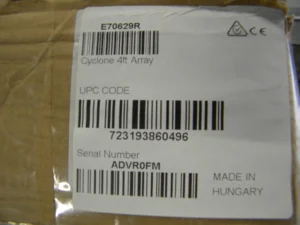 E70629R
Cyclone 4ft Array
UPC CODE
723193860496
Serial Number
ADVR0FM
MADE IN
HUNGARY